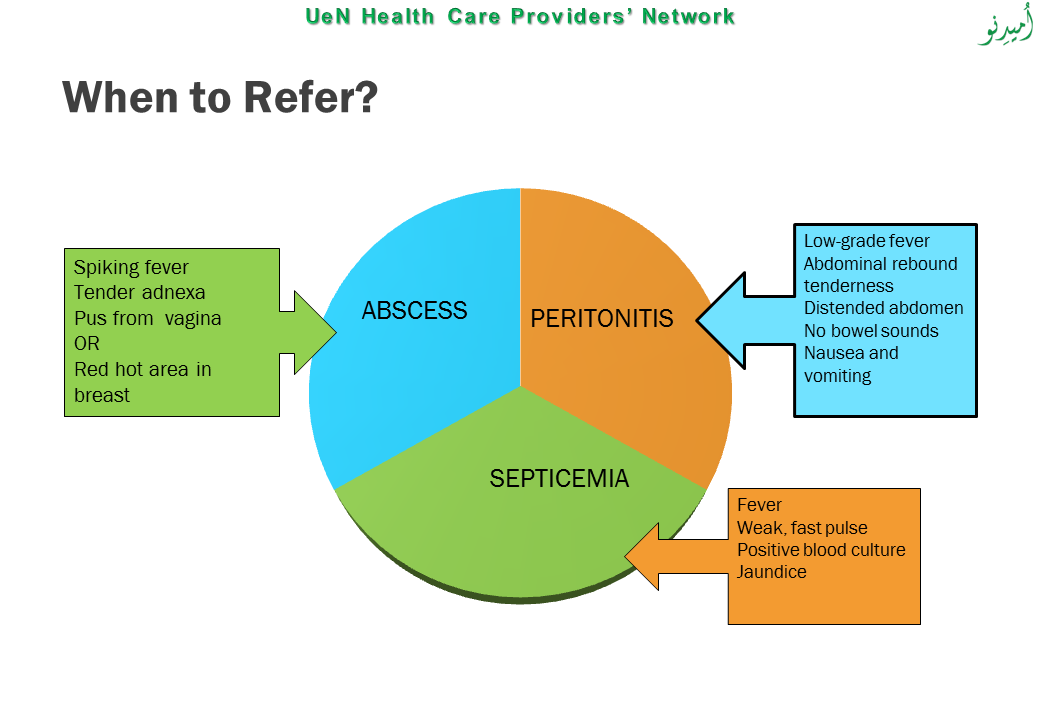 UeN Health Care Providers’ Network
اُميدِنو
When to Refer?
ABSCESS
PERITONITIS
SEPTICEMIA
Spiking fever
Tender adnexa
Pus from  vagina
OR
Red hot area in
breast
Low-grade fever
Abdominal rebound
tenderness
Distended abdomen
No bowel sounds
Nausea and
vomiting
Fever
Weak, fast pulse
Positive blood culture
Jaundice